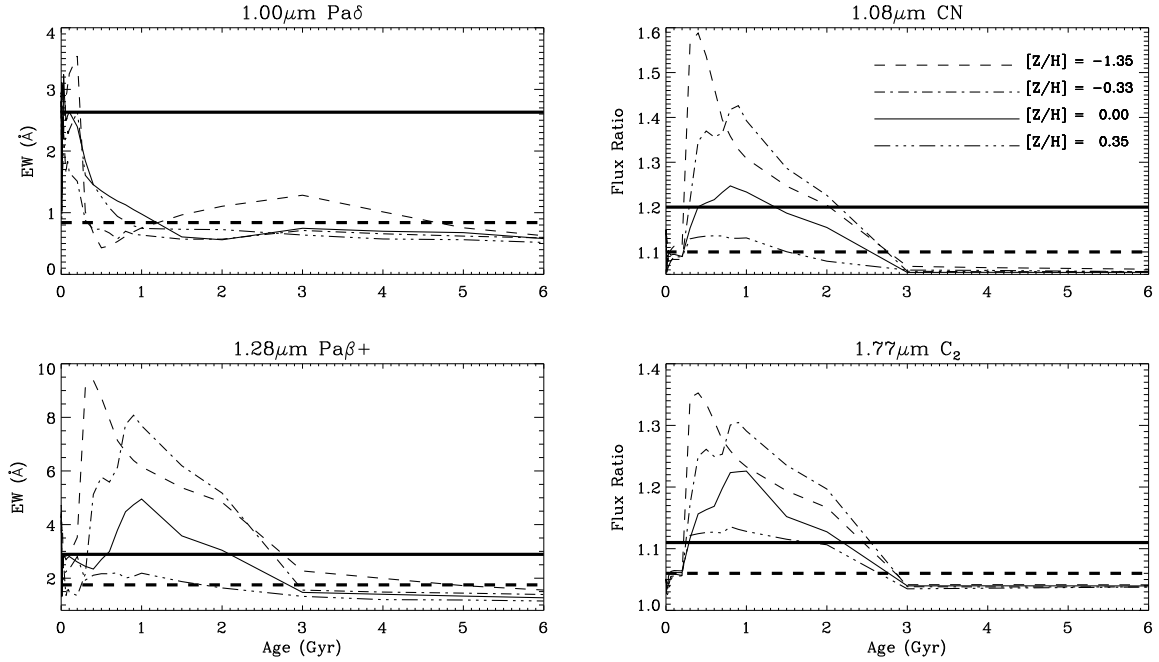 1.00μm Paδ
EW (Å)
4
3
2
1
0
0 1 2 3 4 5 6
1.08μm CN
Flux Ratio
1.6
1.5
1.4
1.3
1.2
1.1
0 1 2 3 4 5 6
[Z/H] = -1.35
[Z/H] = -0.33
[Z/H] = 0.00
[Z/H] = 0.35
1.28μm Paβ+
EW (Å)
10
8
6
4
2
0 1 2 3 4 5 6
Age (Gyr)
1.77μm C₂
Flux Ratio
1.4
1.3
1.2
1.1
1.0
0 1 2 3 4 5 6
Age (Gyr)